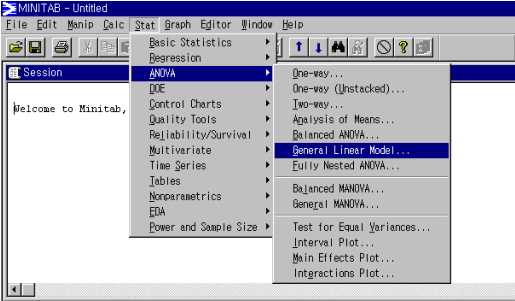 MINITAB - Untitled
File Edit Manip Calc Stat Graph Editor Window Help
Session
Welcome to Minitab,
Basic Statistics
Regression
ANOVA
DOE
Control Charts
Quality Tools
Reliability/Survival
Multivariate
Time Series
Tables
Nonparametrics
EDA
Power and Sample Size
One-way...
One-way (Unstacked)...
Two-way...
Analysis of Means...
Balanced ANOVA...
General Linear Model...
Fully Nested ANOVA...
Balanced MANOVA...
General MANOVA...
Test for Equal Variances...
Interval Plot...
Main Effects Plot...
Interactions Plot...